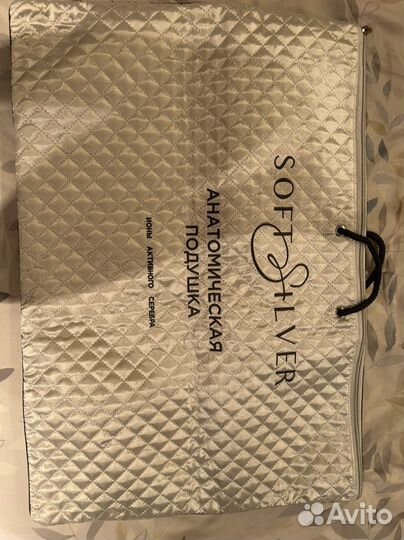 SOFT SILVER
АНАТОМИЧЕСКАЯ
ПОДУШКА
ИОНЫ АКТИВНОГО СЕРЕБРА
Avito